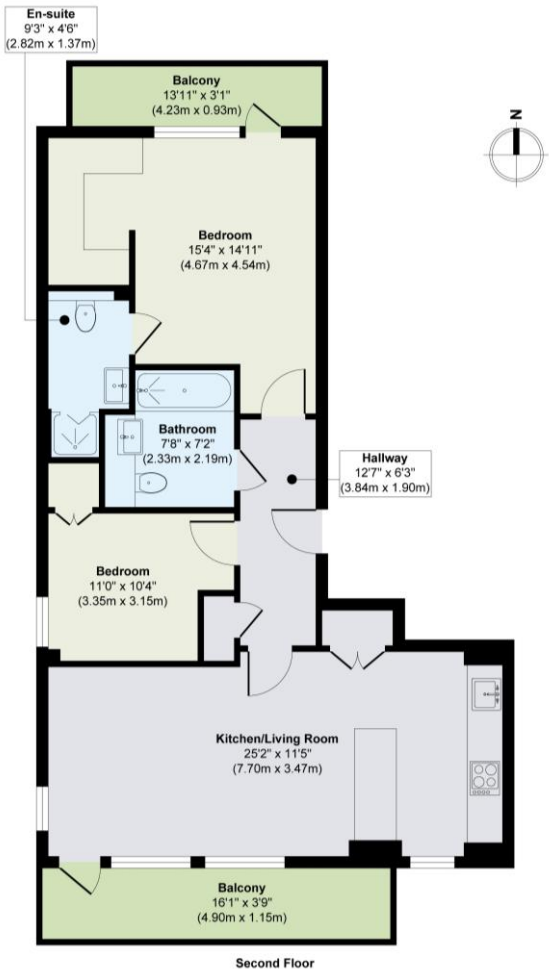 En-suite
9'3" x 4'6"
(2.82m x 1.37m)
Balcony
13'11" x 3'1"
(4.23m x 0.93m)
N
Bedroom
15'4" x 14'11"
(4.67m x 4.54m)
Bathroom
7'8" x 7'2"
(2.33m x 2.19m)
Hallway
12'7" x 6'3"
(3.84m x 1.90m)
Bedroom
11'0" x 10'4"
(3.35m x 3.15m)
Kitchen/Living Room
25'2" x 11'5"
(7.70m x 3.47m)
Balcony
16'1" x 3'9"
(4.90m x 1.15m)
Second Floor